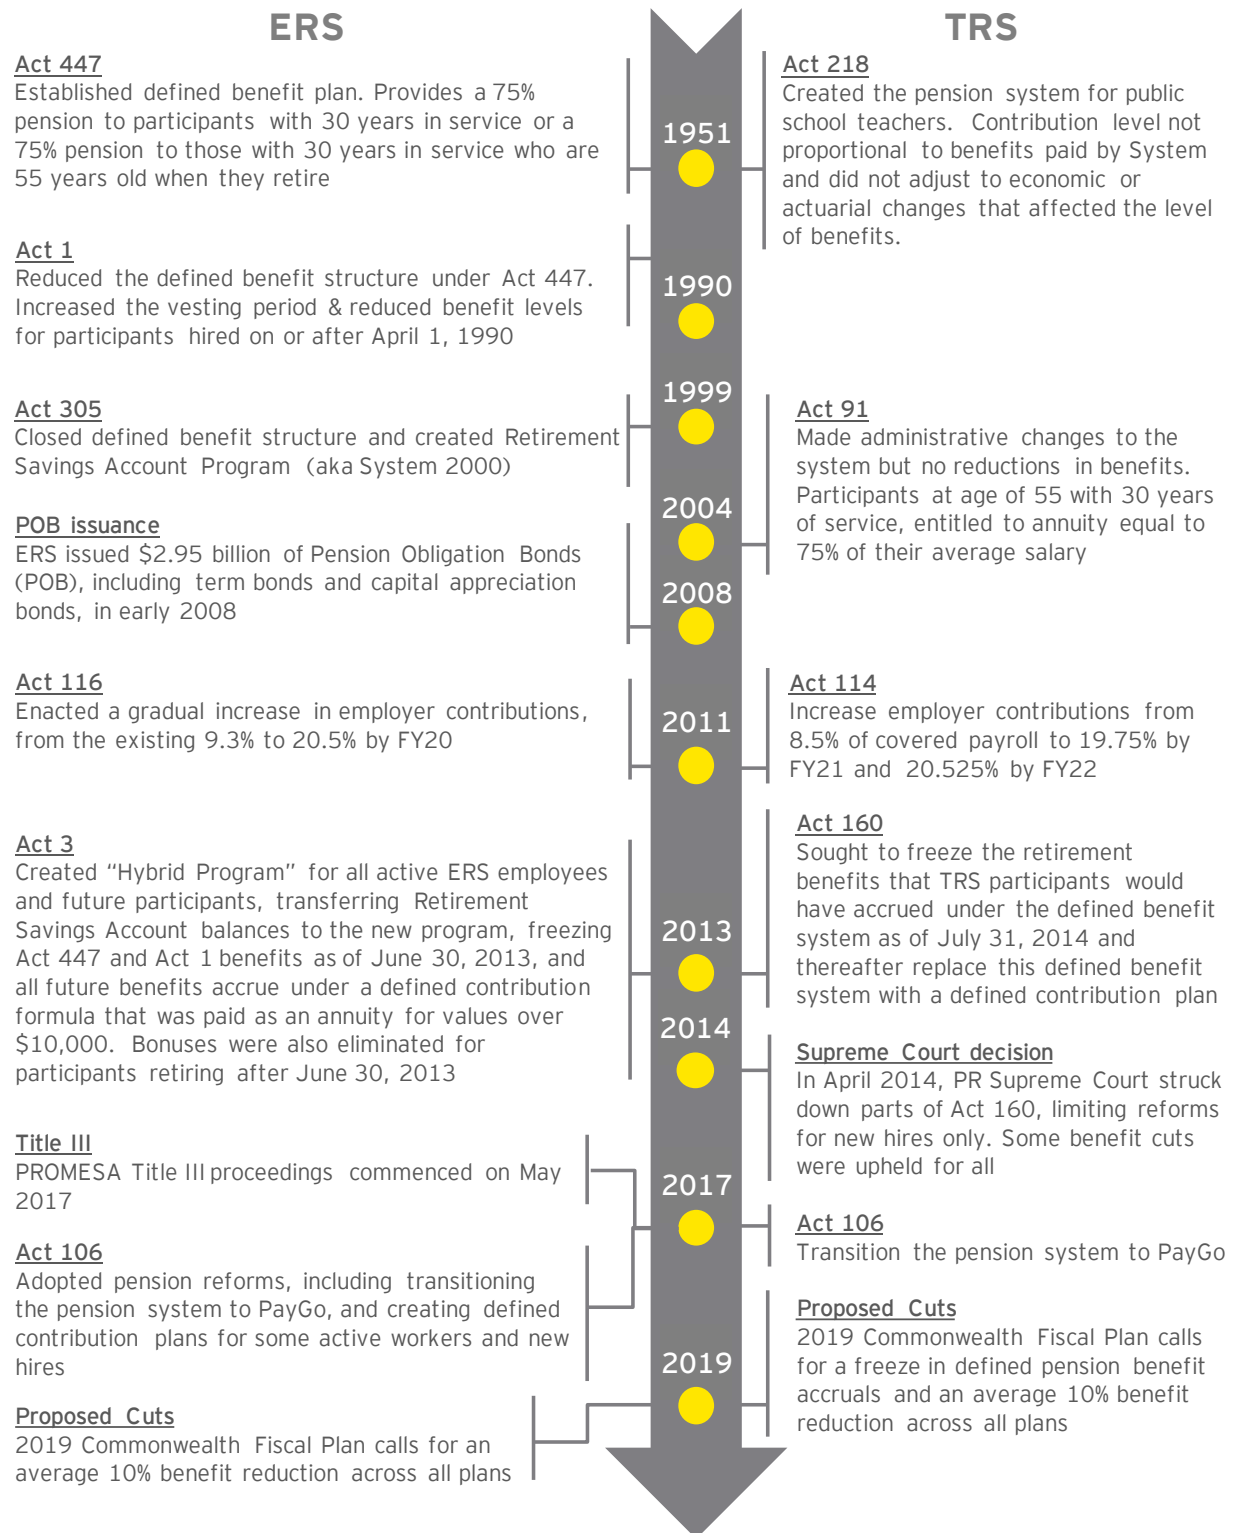 ERS
Act 447
Established defined benefit plan. Provides a 75%
pension to participants with 30 years in service or a
75% pension to those with 30 years in service who are
55 years old when they retire
Act 1
Reduced the defined benefit structure under Act 447.
Increased the vesting period & reduced benefit levels
for participants hired on or after April 1, 1990
Act 305
Closed defined benefit structure and created Retirement
Savings Account Program (aka System 2000)
POB issuance
ERS issued $2.95 billion of Pension Obligation Bonds
(POB), including term bonds and capital appreciation
bonds, in early 2008
Act 116
Enacted a gradual increase in employer contributions,
from the existing 9.3% to 20.5% by FY20
Act 3
Created “Hybrid Program” for all active ERS employees
and future participants, transferring Retirement
Savings Account balances to the new program, freezing
Act 447 and Act 1 benefits as of June 30, 2013, and
all future benefits accrue under a defined contribution
formula that was paid as an annuity for values over
$10,000. Bonuses were also eliminated for
participants retiring after June 30, 2013
Title III
PROMESA Title III proceedings commenced on May
2017
Act 106
Adopted pension reforms, including transitioning
the pension system to PayGo, and creating defined
contribution plans for some active workers and new
hires
Proposed Cuts
2019 Commonwealth Fiscal Plan calls for an
average 10% benefit reduction across all plans
1951
1990
1999
2004
2008
2011
2013
2014
2017
2019
TRS
Act 218
Created the pension system for public
school teachers. Contribution level not
proportional to benefits paid by System
and did not adjust to economic or
actuarial changes that affected the level
of benefits.
Act 91
Made administrative changes to the
system but no reductions in benefits.
Participants at age of 55 with 30 years
of service, entitled to annuity equal to
75% of their average salary
Act 114
Increase employer contributions from
8.5% of covered payroll to 19.75% by
FY21 and 20.525% by FY22
Act 160
Sought to freeze the retirement
benefits that TRS participants would
have accrued under the defined benefit
system as of July 31, 2014 and
thereafter replace this defined benefit
system with a defined contribution plan
Supreme Court decision
In April 2014, PR Supreme Court struck
down parts of Act 160, limiting reforms
for new hires only. Some benefit cuts
were upheld for all
Act 106
Transition the pension system to PayGo
Proposed Cuts
2019 Commonwealth Fiscal Plan calls
for a freeze in defined pension benefit
accruals and an average 10% benefit
reduction across all plans